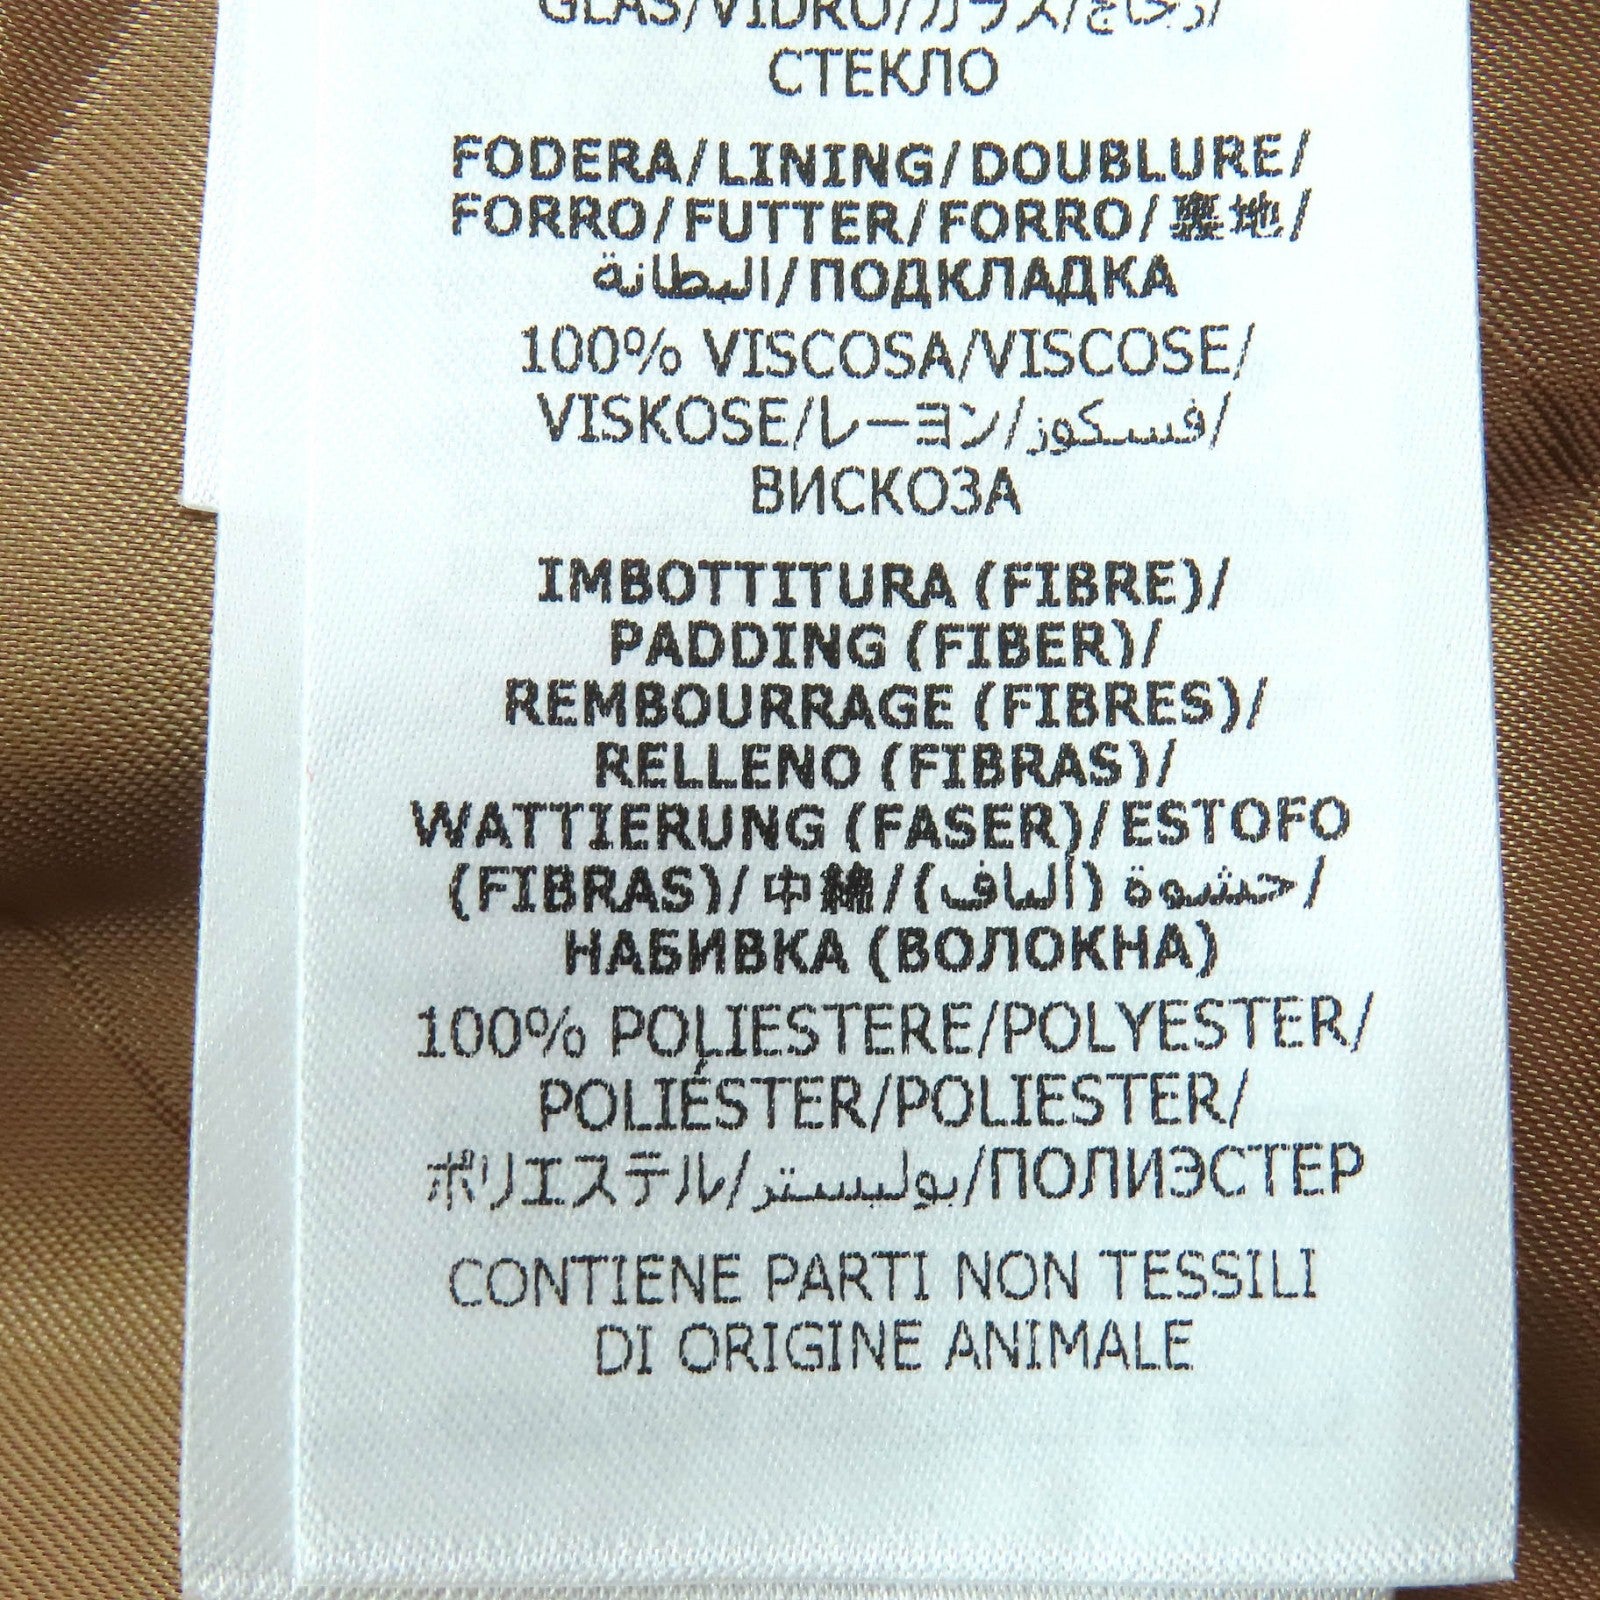 GLAS/VIDRO/ガラス/زجاج/
СТЕКЛО
FODERA/LINING/DOUBLURE/
FORRO/FUTTER/FORRO/裏地/
البطانة/ПОДКЛАДКА
100% VISCOSA/VISCOSE/
VISKOSE/レーヨン/فسكوز/
ВИСКОЗА
IMBOTTITURA (FIBRE)/
PADDING (FIBER)/
REMBOURRAGE (FIBRES)/
RELLENO (FIBRAS)/
WATTIERUNG (FASER)/ESTOFO
(FIBRAS)/中綿/حشوة (ألياف)/
НАБИВКА (ВОЛОКНА)
100% POLIESTERE/POLYESTER/
POLIÉSTER/POLIESTER/
ポリエステル/بوليستر/ПОЛИЭСТЕР
CONTIENE PARTI NON TESSILI
DI ORIGINE ANIMALE